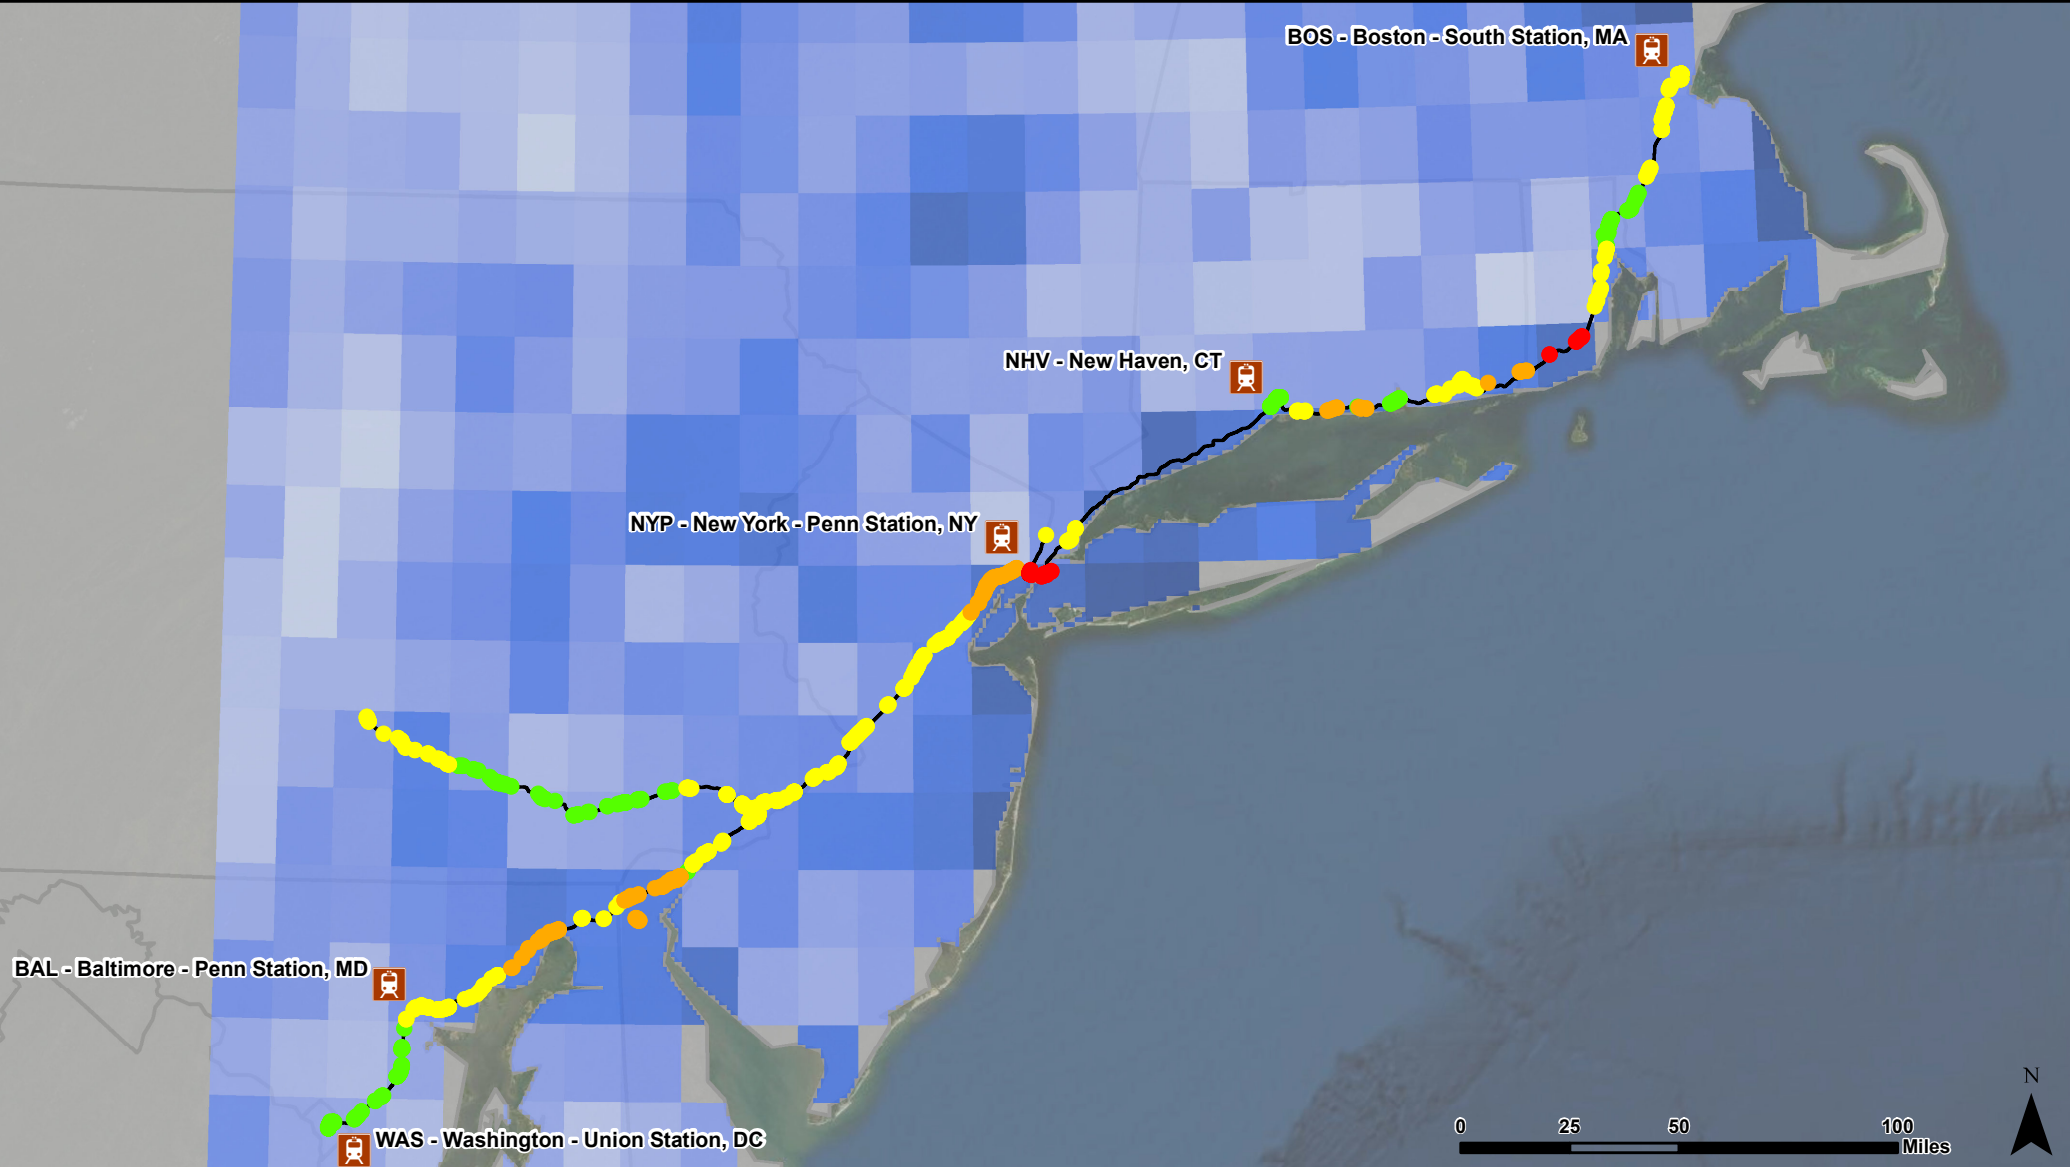 BOS - Boston - South Station, MA
NHV - New Haven, CT
NYP - New York - Penn Station, NY
BAL - Baltimore - Penn Station, MD
WAS - Washington - Union Station, DC
N
0 25 50 100
Miles